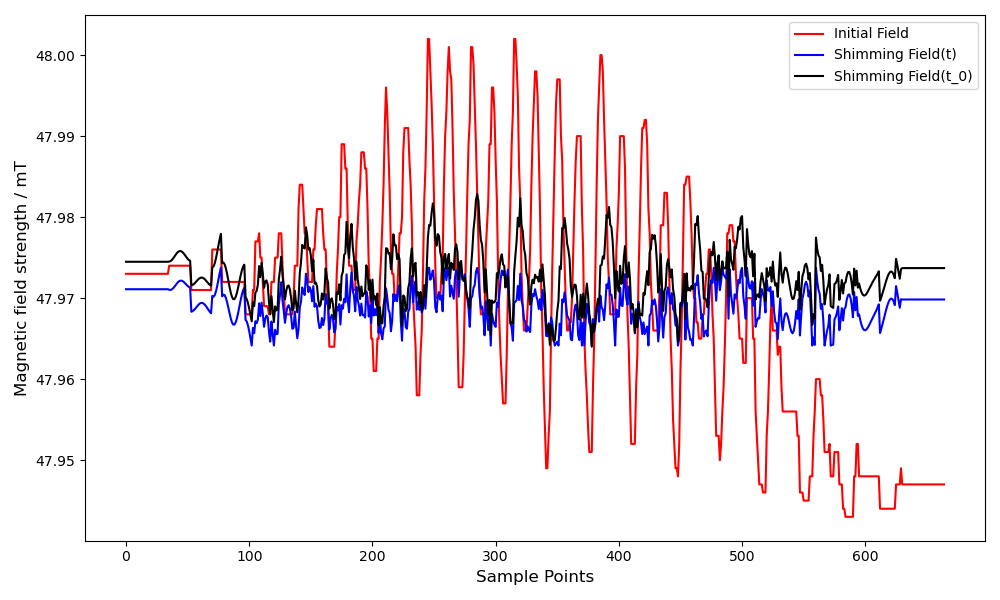 Initial Field
Shimming Field(t)
Shimming Field(t_0)
Magnetic field strength / mT
48.00
47.99
47.98
47.97
47.96
47.95
0 100 200 300 400 500 600
Sample Points